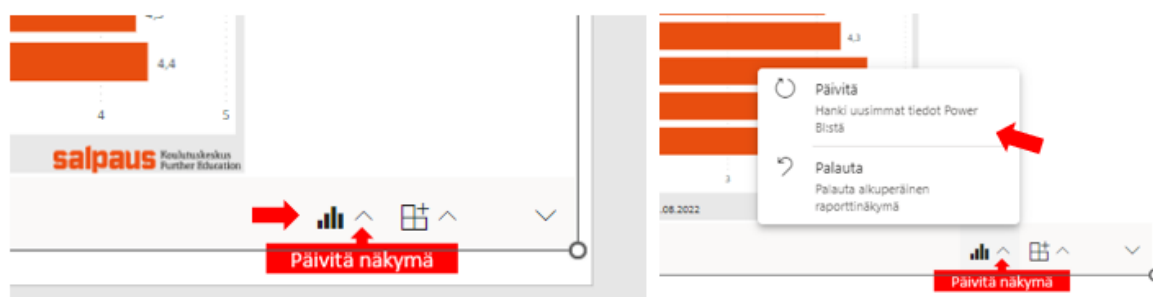 4,4
4 5
salpaus Koulutuskeskus
Further Education
Päivitä näkymä
4,3
Päivitä
Hanki uusimmat tiedot Power
BI:stä
Palauta
Palauta alkuperäinen
raporttinäkymä
3
.08.2022
Päivitä näkymä